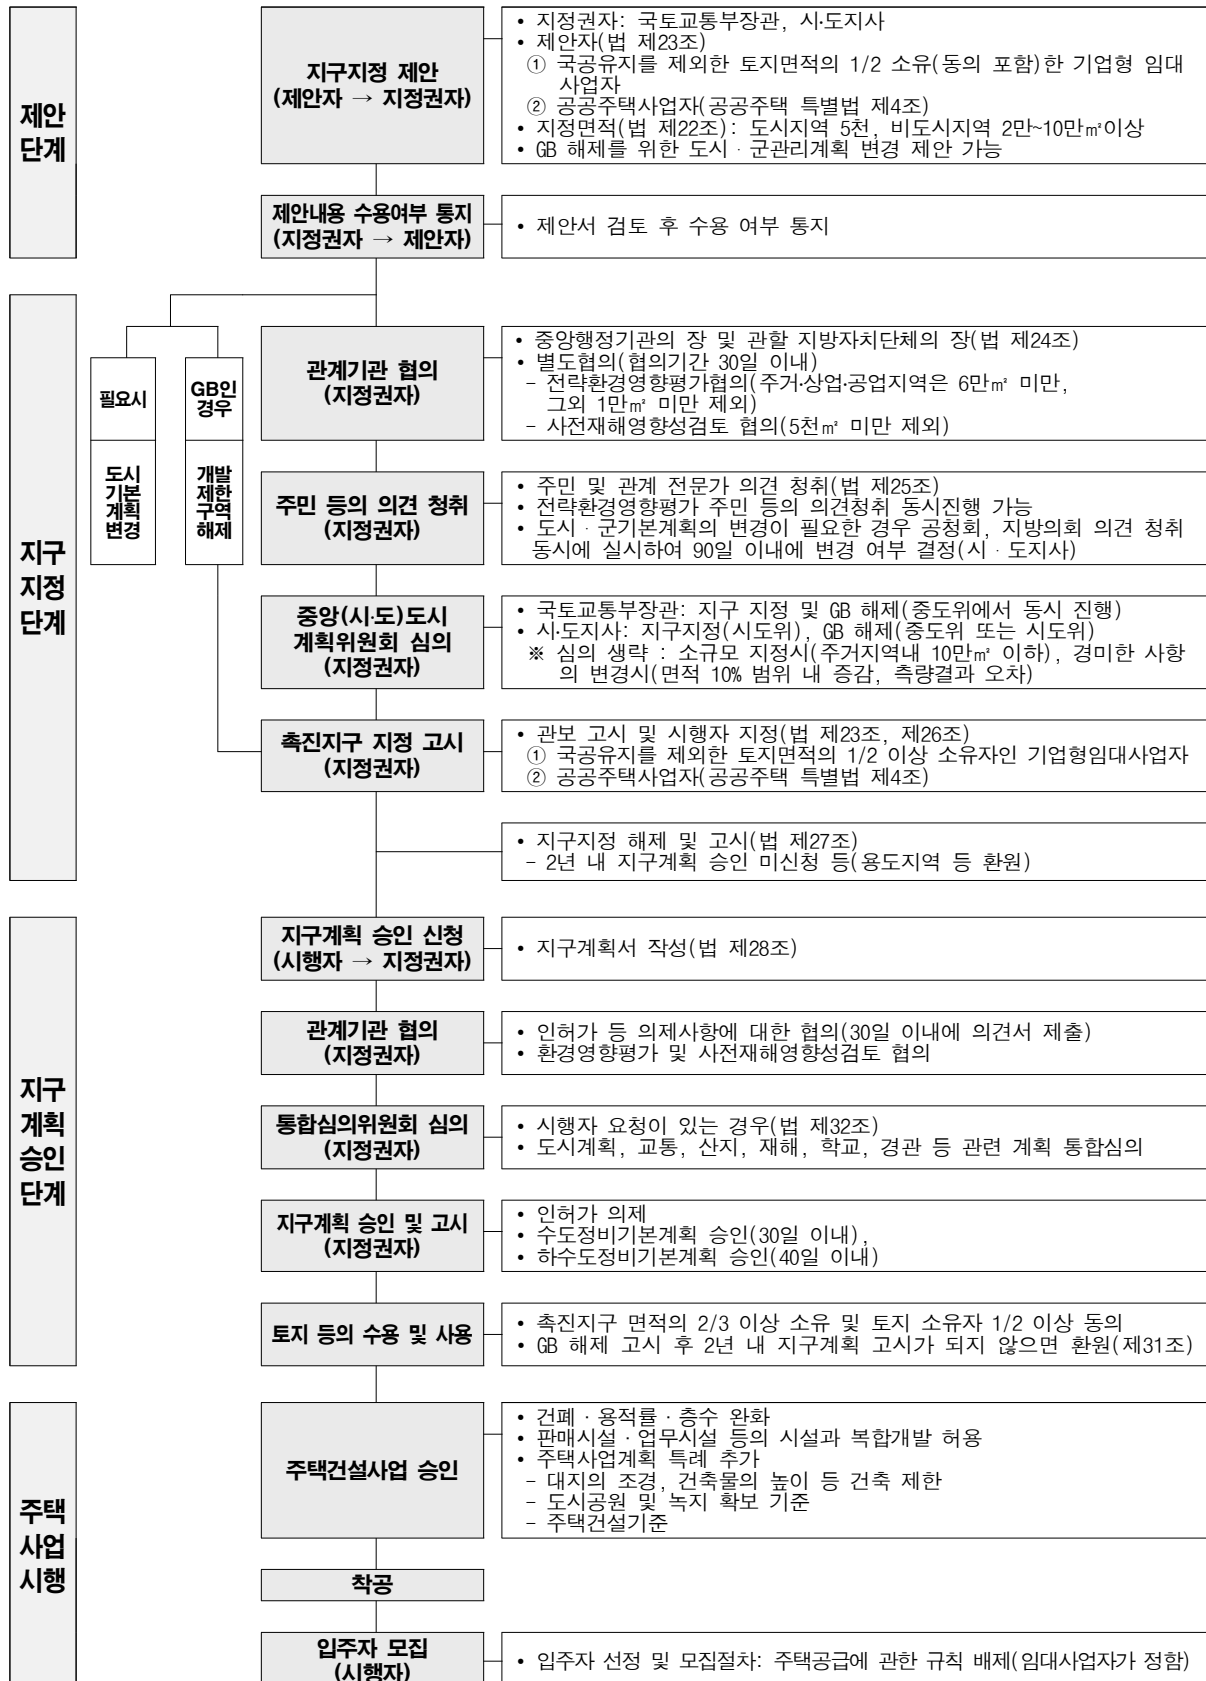 제안
단계
지구지정 제안
(제안자 → 지정권자)
• 지정권자: 국토교통부장관, 시·도지사
• 제안자(법 제23조)
① 국공유지를 제외한 토지면적의 1/2 소유(동의 포함)한 기업형 임대
사업자
② 공공주택사업자(공공주택 특별법 제4조)
• 지정면적(법 제22조): 도시지역 5천, 비도시지역 2만~10만㎡이상
• GB 해제를 위한 도시 · 군관리계획 변경 제안 가능
제안내용 수용여부 통지
(지정권자 → 제안자)
• 제안서 검토 후 수용 여부 통지
지구
지정
단계
필요시
도시
기본
계획
변경
GB인
경우
개발
제한
구역
해제
관계기관 협의
(지정권자)
• 중앙행정기관의 장 및 관할 지방자치단체의 장(법 제24조)
• 별도협의(협의기간 30일 이내)
- 전략환경영향평가협의(주거·상업·공업지역은 6만㎡ 미만,
그외 1만㎡ 미만 제외)
- 사전재해영향성검토 협의(5천㎡ 미만 제외)
주민 등의 의견 청취
(지정권자)
• 주민 및 관계 전문가 의견 청취(법 제25조)
• 전략환경영향평가 주민 등의 의견청취 동시진행 가능
• 도시 · 군기본계획의 변경이 필요한 경우 공청회, 지방의회 의견 청취
동시에 실시하여 90일 이내에 변경 여부 결정(시 · 도지사)
중앙(시·도)도시
계획위원회 심의
(지정권자)
• 국토교통부장관: 지구 지정 및 GB 해제(중도위에서 동시 진행)
• 시·도지사: 지구지정(시도위), GB 해제(중도위 또는 시도위)
※ 심의 생략 : 소규모 지정시(주거지역내 10만㎡ 이하), 경미한 사항
의 변경시(면적 10% 범위 내 증감, 측량결과 오차)
촉진지구 지정 고시
(지정권자)
• 관보 고시 및 시행자 지정(법 제23조, 제26조)
① 국공유지를 제외한 토지면적의 1/2 이상 소유자인 기업형임대사업자
② 공공주택사업자(공공주택 특별법 제4조)
• 지구지정 해제 및 고시(법 제27조)
- 2년 내 지구계획 승인 미신청 등(용도지역 등 환원)
지구
계획
승인
단계
지구계획 승인 신청
(시행자 → 지정권자)
• 지구계획서 작성(법 제28조)
관계기관 협의
(지정권자)
• 인허가 등 의제사항에 대한 협의(30일 이내에 의견서 제출)
• 환경영향평가 및 사전재해영향성검토 협의
통합심의위원회 심의
(지정권자)
• 시행자 요청이 있는 경우(법 제32조)
• 도시계획, 교통, 산지, 재해, 학교, 경관 등 관련 계획 통합심의
지구계획 승인 및 고시
(지정권자)
• 인허가 의제
• 수도정비기본계획 승인(30일 이내),
• 하수도정비기본계획 승인(40일 이내)
토지 등의 수용 및 사용
• 촉진지구 면적의 2/3 이상 소유 및 토지 소유자 1/2 이상 동의
• GB 해제 고시 후 2년 내 지구계획 고시가 되지 않으면 환원(제31조)
주택
사업
시행
주택건설사업 승인
• 건폐 · 용적률 · 층수 완화
• 판매시설 · 업무시설 등의 시설과 복합개발 허용
• 주택사업계획 특례 추가
- 대지의 조경, 건축물의 높이 등 건축 제한
- 도시공원 및 녹지 확보 기준
- 주택건설기준
착공
입주자 모집
(시행자)
• 입주자 선정 및 모집절차: 주택공급에 관한 규칙 배제(임대사업자가 정함)